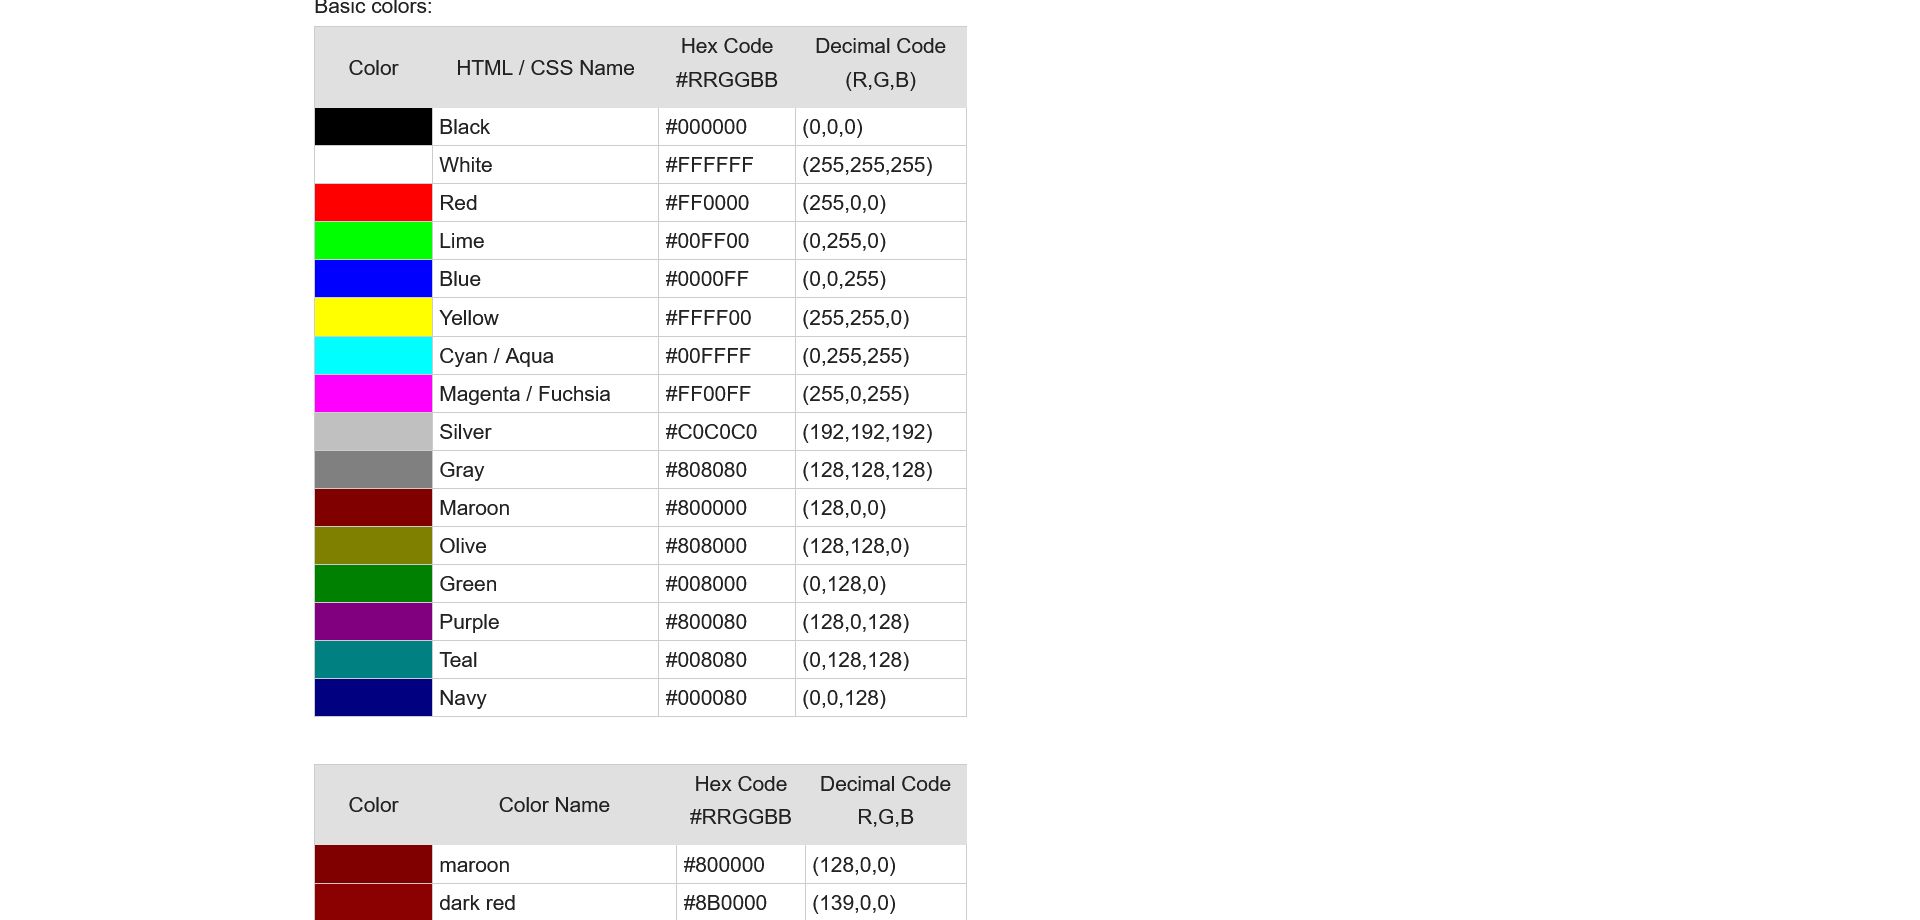 Basic colors:
Color HTML / CSS Name Hex Code #RRGGBB Decimal Code (R,G,B)
Black #000000 (0,0,0)
White #FFFFFF (255,255,255)
Red #FF0000 (255,0,0)
Lime #00FF00 (0,255,0)
Blue #0000FF (0,0,255)
Yellow #FFFF00 (255,255,0)
Cyan / Aqua #00FFFF (0,255,255)
Magenta / Fuchsia #FF00FF (255,0,255)
Silver #C0C0C0 (192,192,192)
Gray #808080 (128,128,128)
Maroon #800000 (128,0,0)
Olive #808000 (128,128,0)
Green #008000 (0,128,0)
Purple #800080 (128,0,128)
Teal #008080 (0,128,128)
Navy #000080 (0,0,128)
Color Color Name Hex Code #RRGGBB Decimal Code R,G,B
maroon #800000 (128,0,0)
dark red #8B0000 (139,0,0)